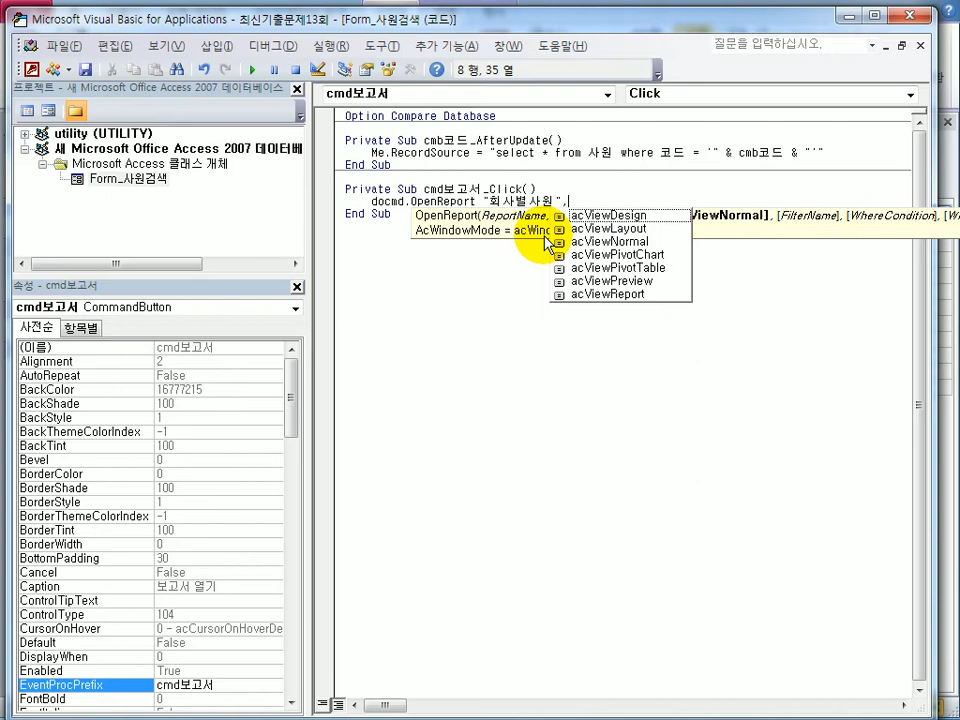 Microsoft Visual Basic for Applications - 최신기출문제13회 - [Form_사원검색 (코드)]
파일(F) 편집(E) 보기(V) 삽입(I) 디버그(D) 실행(R) 도구(T) 추가 기능(A) 창(W) 도움말(H) 질문을 입력하십시오.
8 행, 35 열
프로젝트 - 새 Microsoft Office Access 2007 데이터베이스
utility (UTILITY)
새 Microsoft Office Access 2007 데이터베
Microsoft Access 클래스 개체
Form_사원검색
속성 - cmd보고서
cmd보고서 CommandButton
사전순 항목별
(이름) cmd보고서
Alignment 2
AutoRepeat False
BackColor 16777215
BackShade 100
BackStyle 1
BackThemeColorIndex -1
BackTint 100
Bevel 0
BorderColor 0
BorderShade 100
BorderStyle 1
BorderThemeColorIndex -1
BorderTint 100
BorderWidth 0
BottomPadding 30
Cancel False
Caption 보고서 열기
ControlTipText
ControlType 104
CursorOnHover 0 - acCursorOnHoverDe
Default False
DisplayWhen 0
Enabled True
EventProcPrefix cmd보고서
FontBold 0
cmd보고서 Click
Option Compare Database
Private Sub cmb코드_AfterUpdate()
Me.RecordSource = "select * from 사원 where 코드 = '" & cmb코드 & "'"
End Sub
Private Sub cmd보고서_Click()
docmd.OpenReport "회사별사원",
End Sub
OpenReport(ReportName, ViewNormal], [FilterName], [WhereCondition], [W
AcWindowMode = acWin
acViewDesign
acViewLayout
acViewNormal
acViewPivotChart
acViewPivotTable
acViewPreview
acViewReport